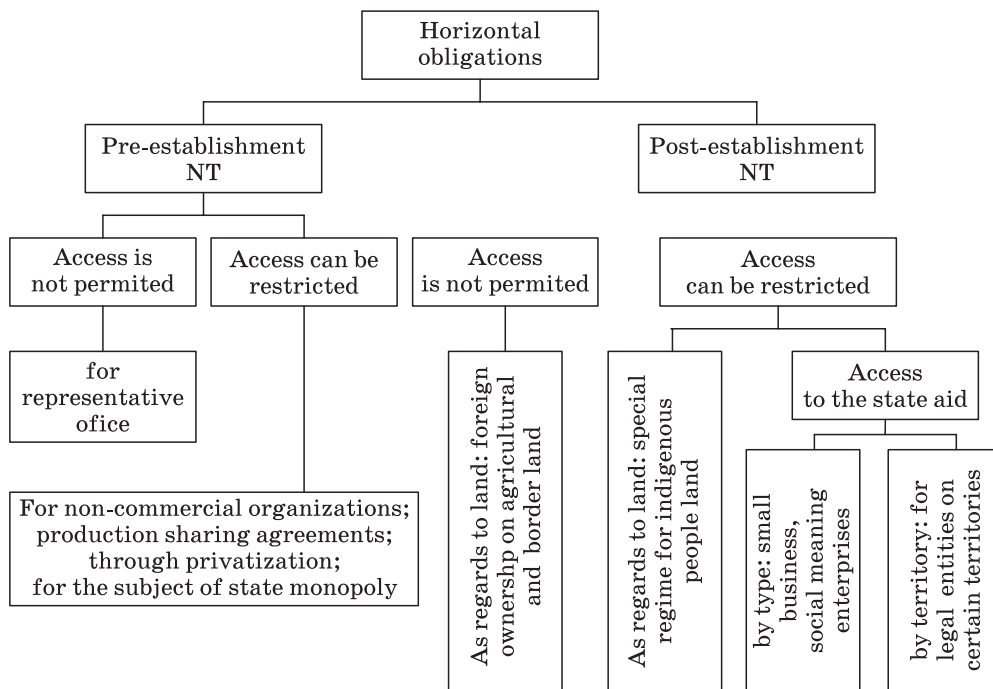 Horizontal
obligations
Pre-establishment
NT
Post-establishment
NT
Access is
not permitted
Access can be
restricted
Access
is not permited
Access
can be restricted
for
representative
ofice
Access
to the state aid
For non-commercial organizations;
production sharing agreements;
through privatization;
for the subject of state monopoly
As regards to land: foreign
ownershp on agricultural
and border land
As regards to land: special
regime for indigenous
people land
by type: small
business,
social meaning
enterprises
by territory: for
legal entities on
certain territories